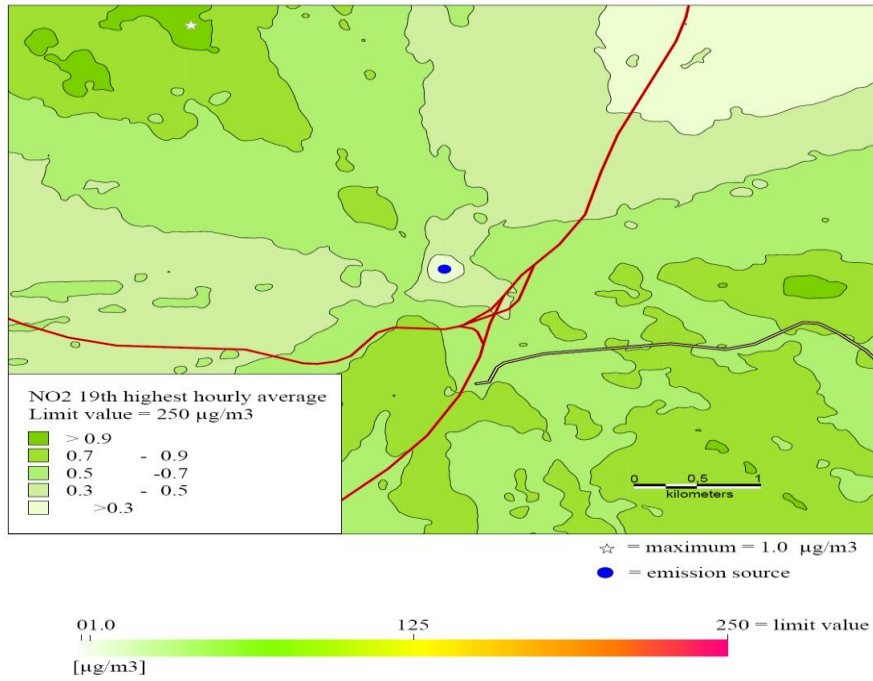 NO2 19th highest hourly average
Limit value = 250 µg/m3
> 0.9
0.7 - 0.9
0.5 -0.7
0.3 - 0.5
>0.3
0 0.5 1
kilometers
☆ = maximum = 1.0 µg/m3
= emission source
01.0 125 250 = limit value
[µg/m3]